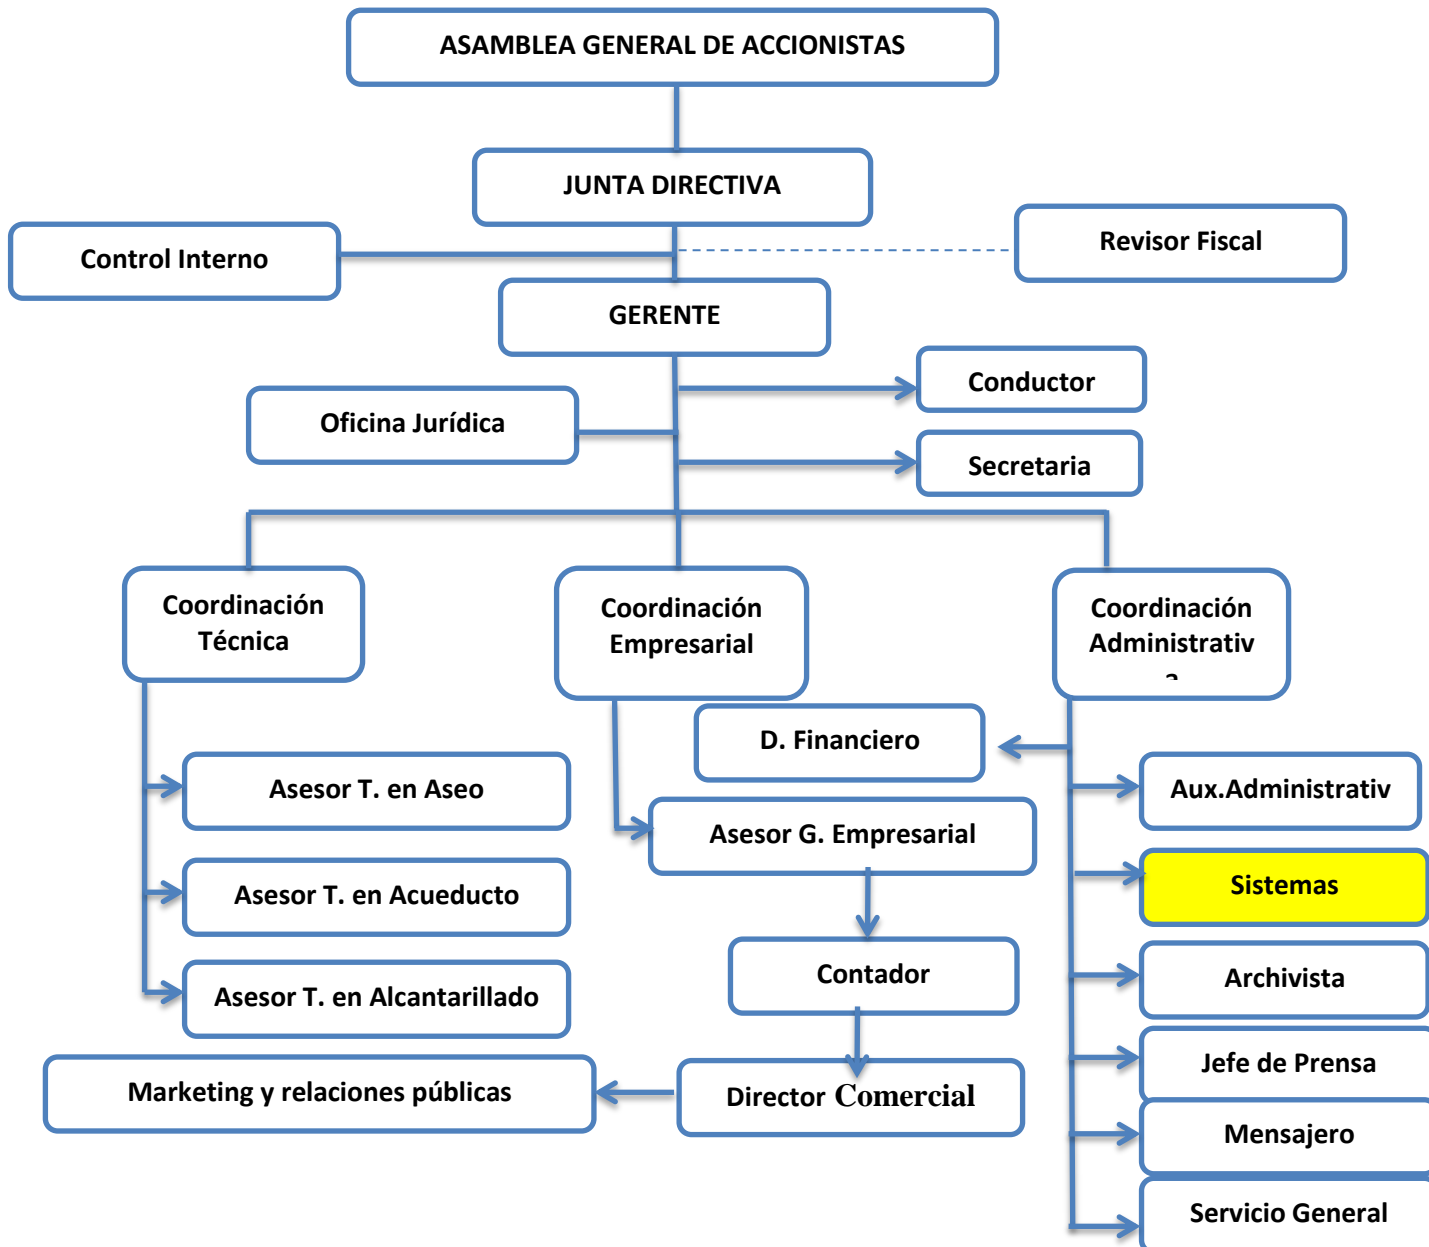 ASAMBLEA GENERAL DE ACCIONISTAS
JUNTA DIRECTIVA
Control Interno
Revisor Fiscal
GERENTE
Conductor
Oficina Jurídica
Secretaria
Coordinación
Técnica
Coordinación
Empresarial
Coordinación
Administrativ
a
D. Financiero
Asesor T. en Aseo
Asesor G. Empresarial
Aux.Administrativ
Sistemas
Asesor T. en Acueducto
Contador
Archivista
Asesor T. en Alcantarillado
Jefe de Prensa
Marketing y relaciones públicas
Director Comercial
Mensajero
Servicio General